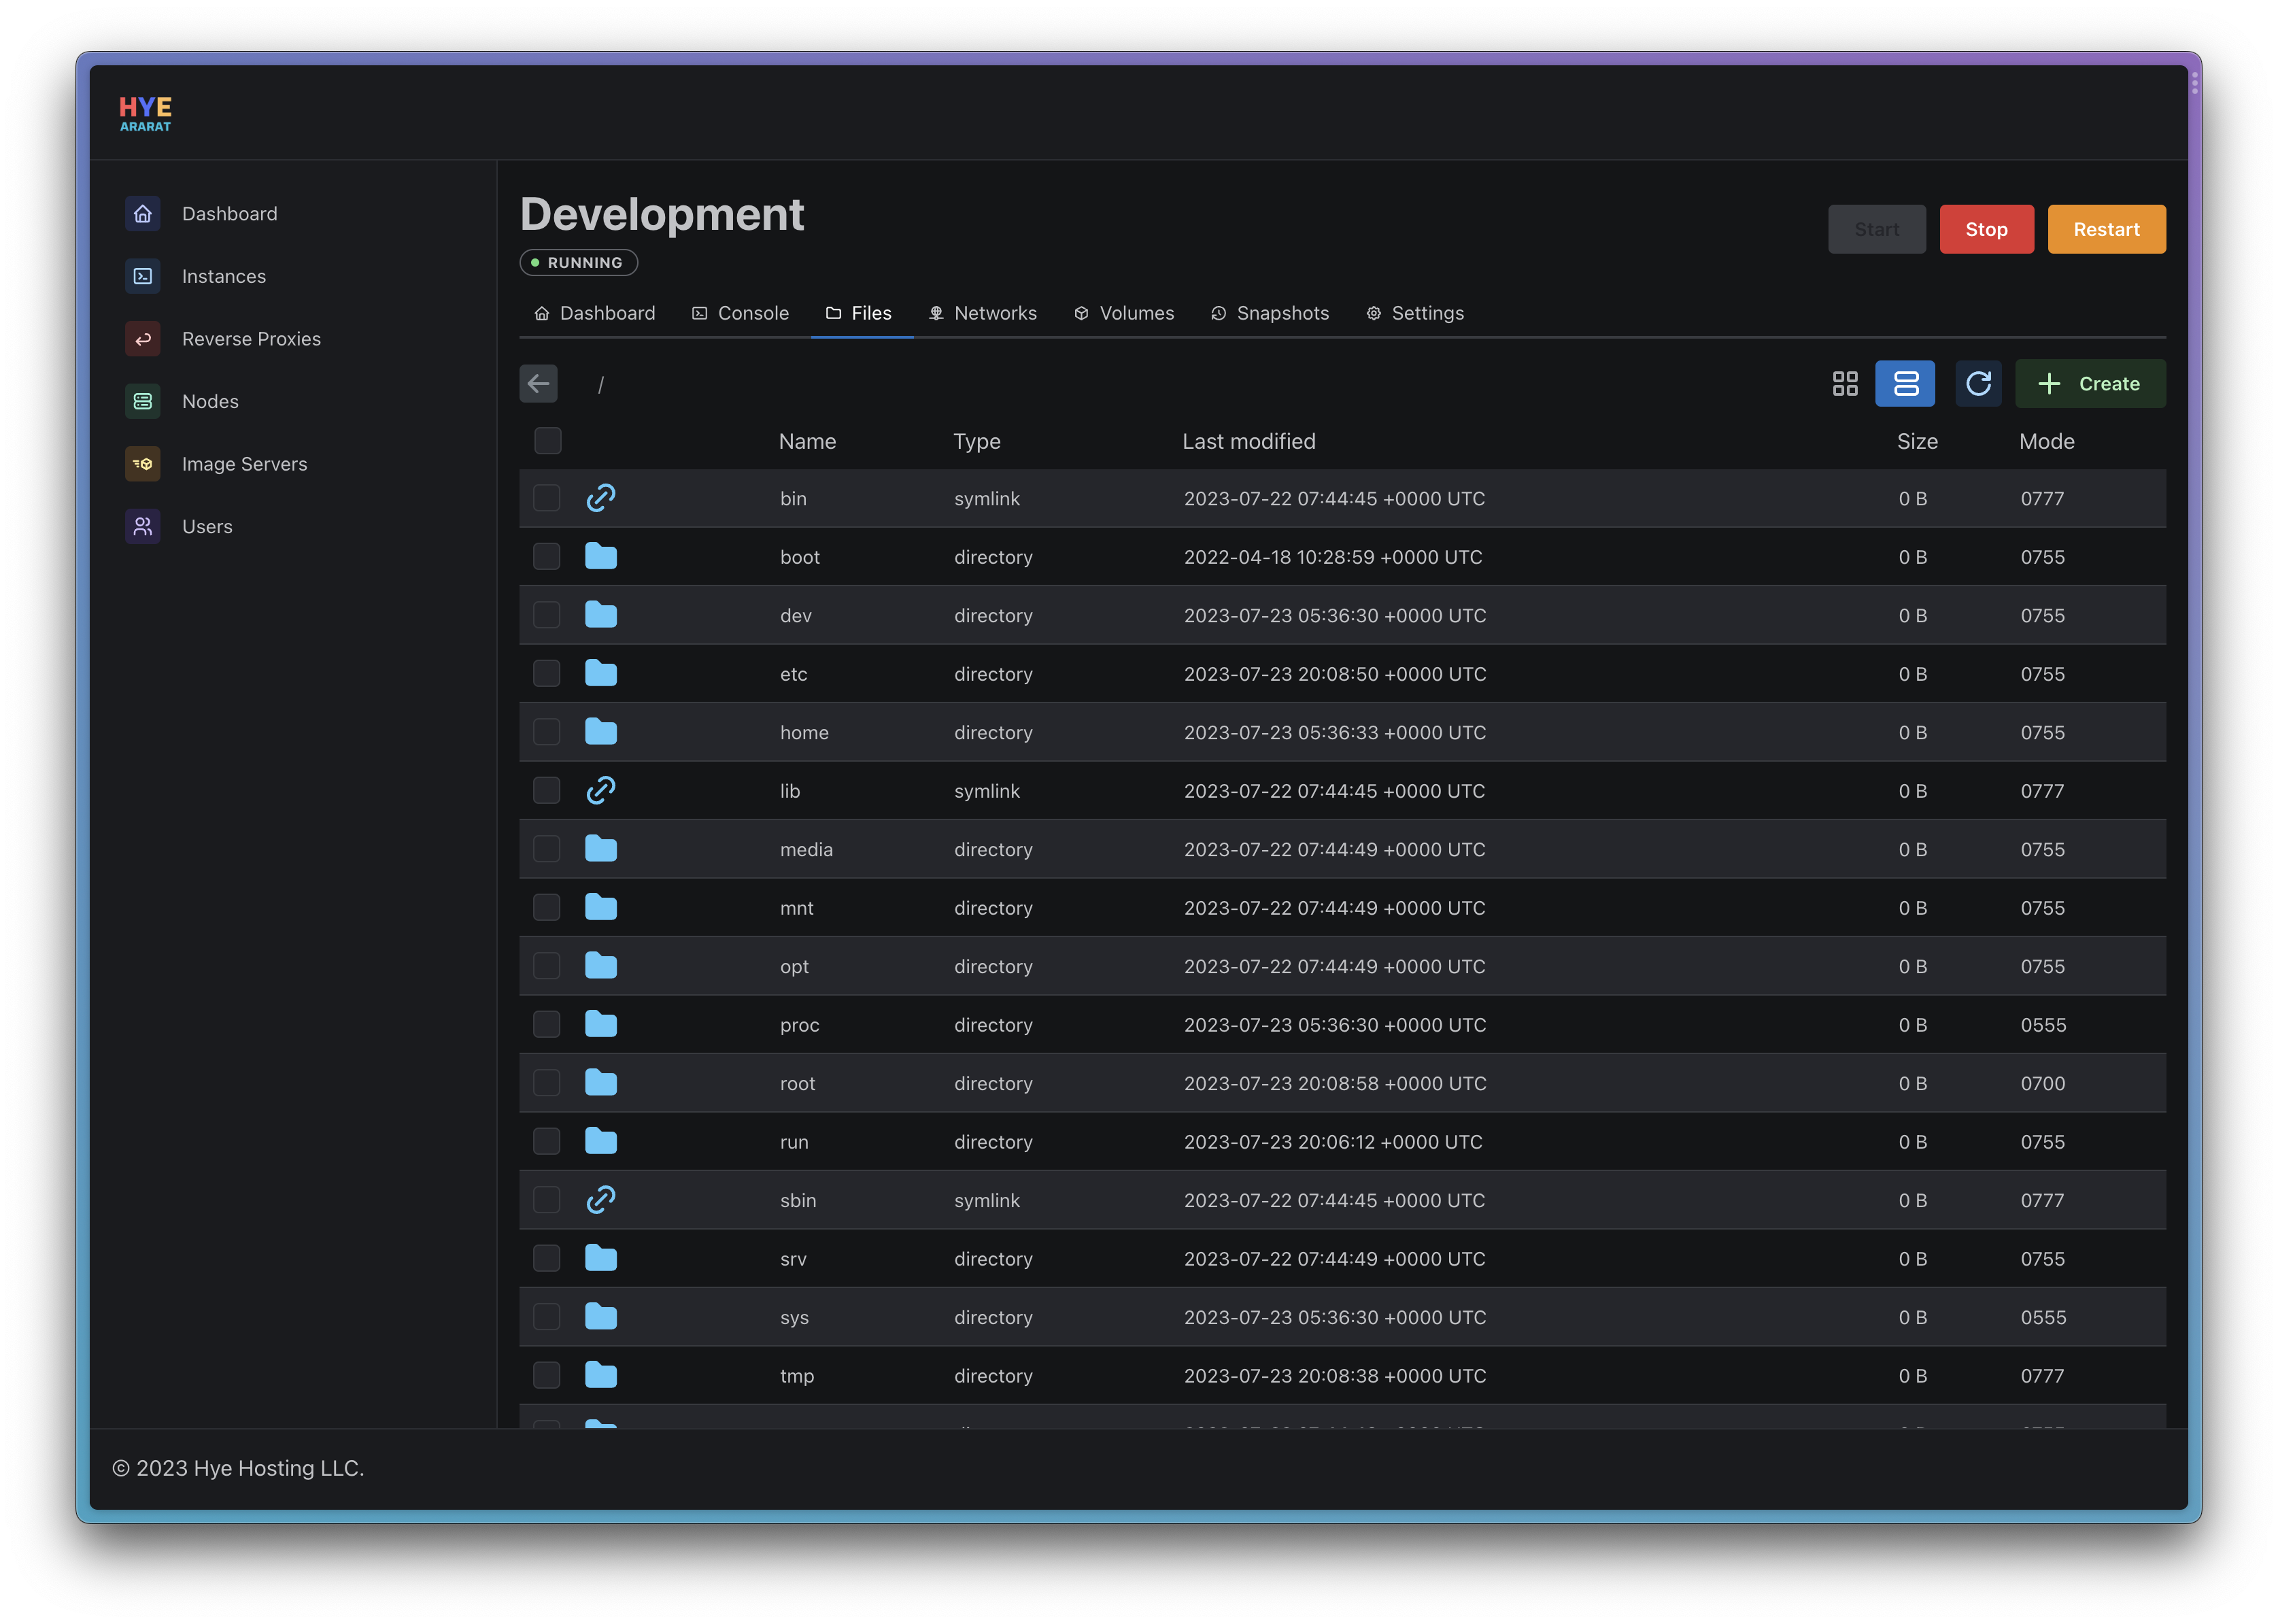 HYE
ARARAT
Dashboard
Instances
Reverse Proxies
Nodes
Image Servers
Users
Development
RUNNING
Start Stop Restart
Dashboard Console Files Networks Volumes Snapshots Settings
/
Create
Name Type Last modified Size Mode
bin symlink 2023-07-22 07:44:45 +0000 UTC 0 B 0777
boot directory 2022-04-18 10:28:59 +0000 UTC 0 B 0755
dev directory 2023-07-23 05:36:30 +0000 UTC 0 B 0755
etc directory 2023-07-23 20:08:50 +0000 UTC 0 B 0755
home directory 2023-07-23 05:36:33 +0000 UTC 0 B 0755
lib symlink 2023-07-22 07:44:45 +0000 UTC 0 B 0777
media directory 2023-07-22 07:44:49 +0000 UTC 0 B 0755
mnt directory 2023-07-22 07:44:49 +0000 UTC 0 B 0755
opt directory 2023-07-22 07:44:49 +0000 UTC 0 B 0755
proc directory 2023-07-23 05:36:30 +0000 UTC 0 B 0555
root directory 2023-07-23 20:08:58 +0000 UTC 0 B 0700
run directory 2023-07-23 20:06:12 +0000 UTC 0 B 0755
sbin symlink 2023-07-22 07:44:45 +0000 UTC 0 B 0777
srv directory 2023-07-22 07:44:49 +0000 UTC 0 B 0755
sys directory 2023-07-23 05:36:30 +0000 UTC 0 B 0555
tmp directory 2023-07-23 20:08:38 +0000 UTC 0 B 0777
© 2023 Hye Hosting LLC.